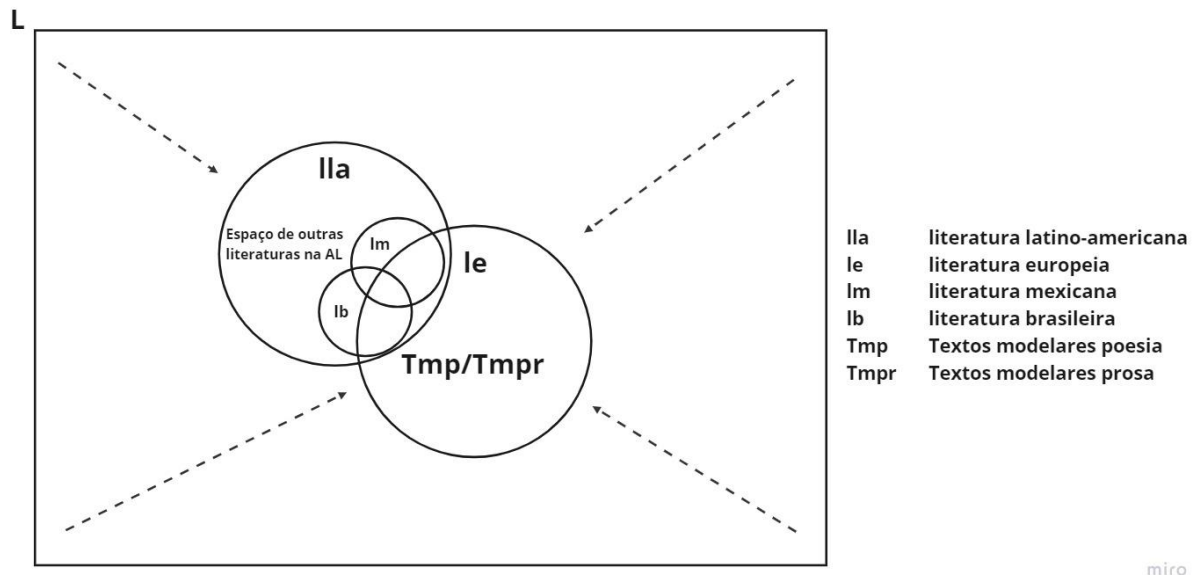 L
lla
Espaço de outras
literaturas na AL
lm
le
lb
Tmp/Tmpr
lla literatura latino-americana
le literatura europeia
lm literatura mexicana
lb literatura brasileira
Tmp Textos modelares poesia
Tmpr Textos modelares prosa
miro